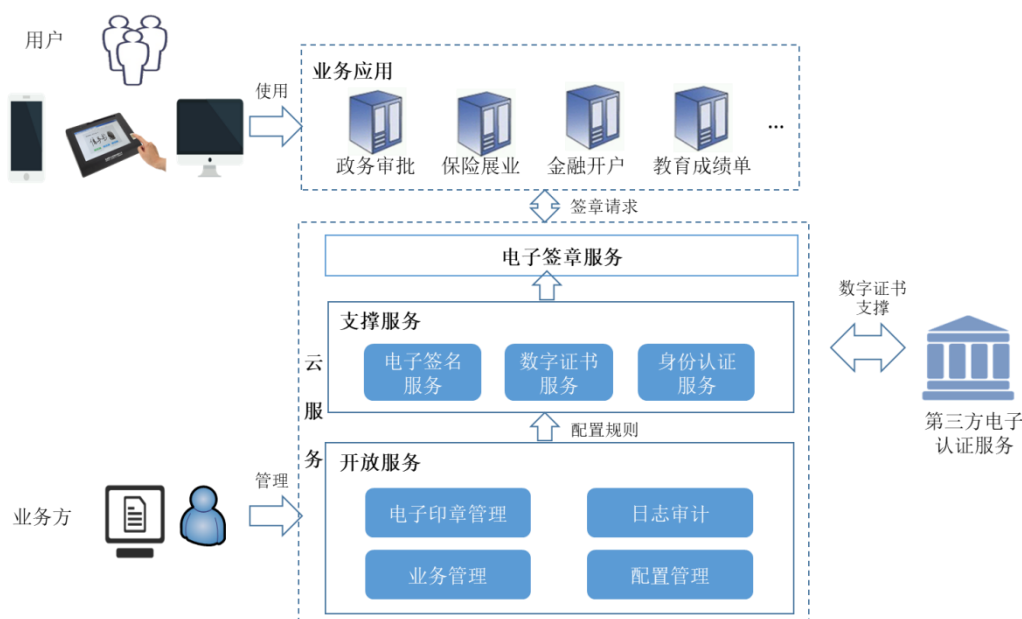 用户
使用
业务应用
政务审批
保险展业
金融开户
教育成绩单
...
签章请求
电子签章服务
数字证书
支撑
支撑服务
电子签名
服务
数字证书
服务
身份认证
服务
云
服
务
第三方电子
认证服务
配置规则
开放服务
管理
业务方
电子印章管理
日志审计
业务管理
配置管理